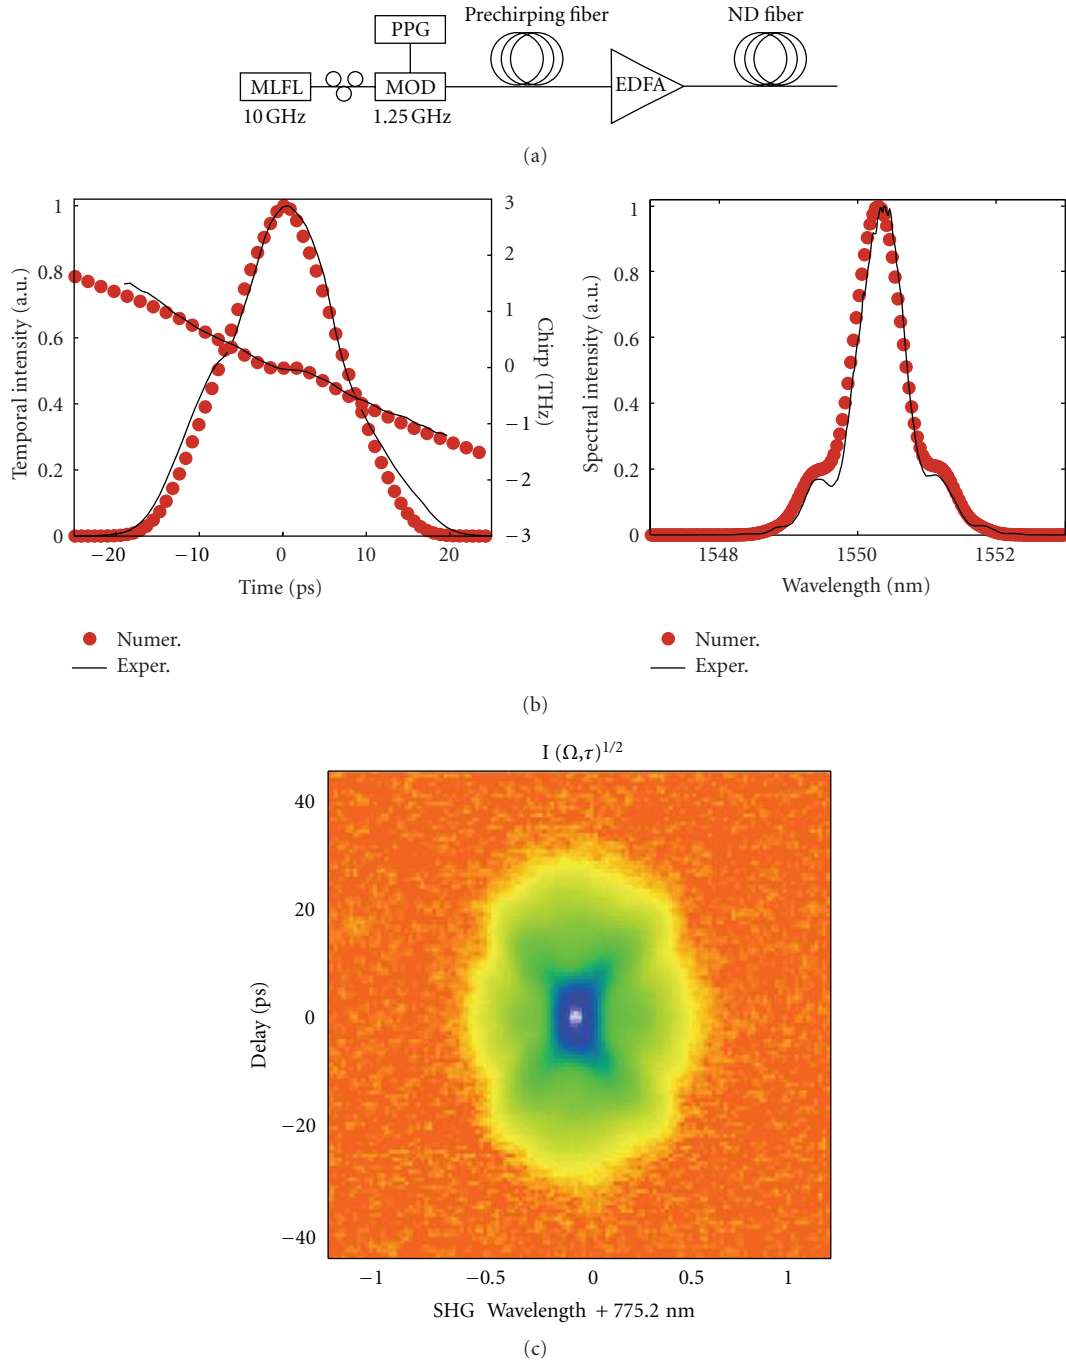 Prechirping fiber
ND fiber
PPG
MLFL
MOD
EDFA
10 GHz
1.25 GHz
(a)
1
0.8
0.6
0.4
0.2
0
Temporal intensity (a.u.)
3
2
1
0
−1
−2
−3
Chirp (THz)
−20
−10
0
10
20
Time (ps)
Numer.
Exper.
1
0.8
0.6
0.4
0.2
0
Spectral intensity (a.u.)
1548
1550
1552
Wavelength (nm)
Numer.
Exper.
(b)
I (Ω,τ)1/2
40
20
0
−20
−40
Delay (ps)
−1
−0.5
0
0.5
1
SHG Wavelength + 775.2 nm
(c)